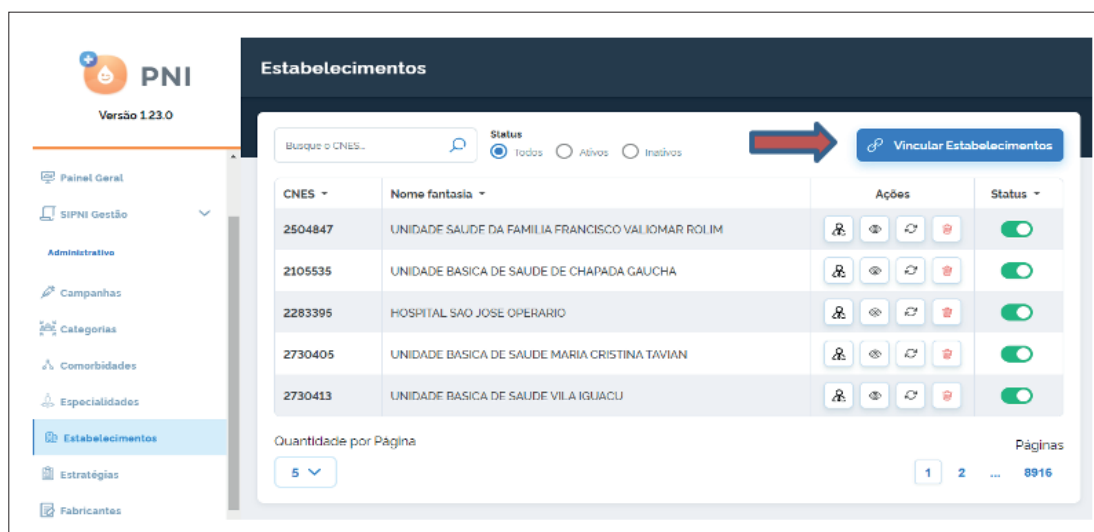 PNI
Versão 1.23.0
Painel Geral
SIPNI Gestão
Administrativo
Campanhas
Categorias
Comorbidades
Especialidades
Estabelecimentos
Estratégias
Fabricantes
Estabelecimentos
Busque o CNES...
Status
Todos Ativos Inativos
Vincular Estabelecimentos
CNES Nome fantasia Ações Status
2504847 UNIDADE SAUDE DA FAMILIA FRANCISCO VALIOMAR ROLIM
2105535 UNIDADE BASICA DE SAUDE DE CHAPADA GAUCHA
2283395 HOSPITAL SAO JOSE OPERARIO
2730405 UNIDADE BASICA DE SAUDE MARIA CRISTINA TAVIAN
2730413 UNIDADE BASICA DE SAUDE VILA IGUACU
Quantidade por Página
5
Páginas
1 2 ... 8916